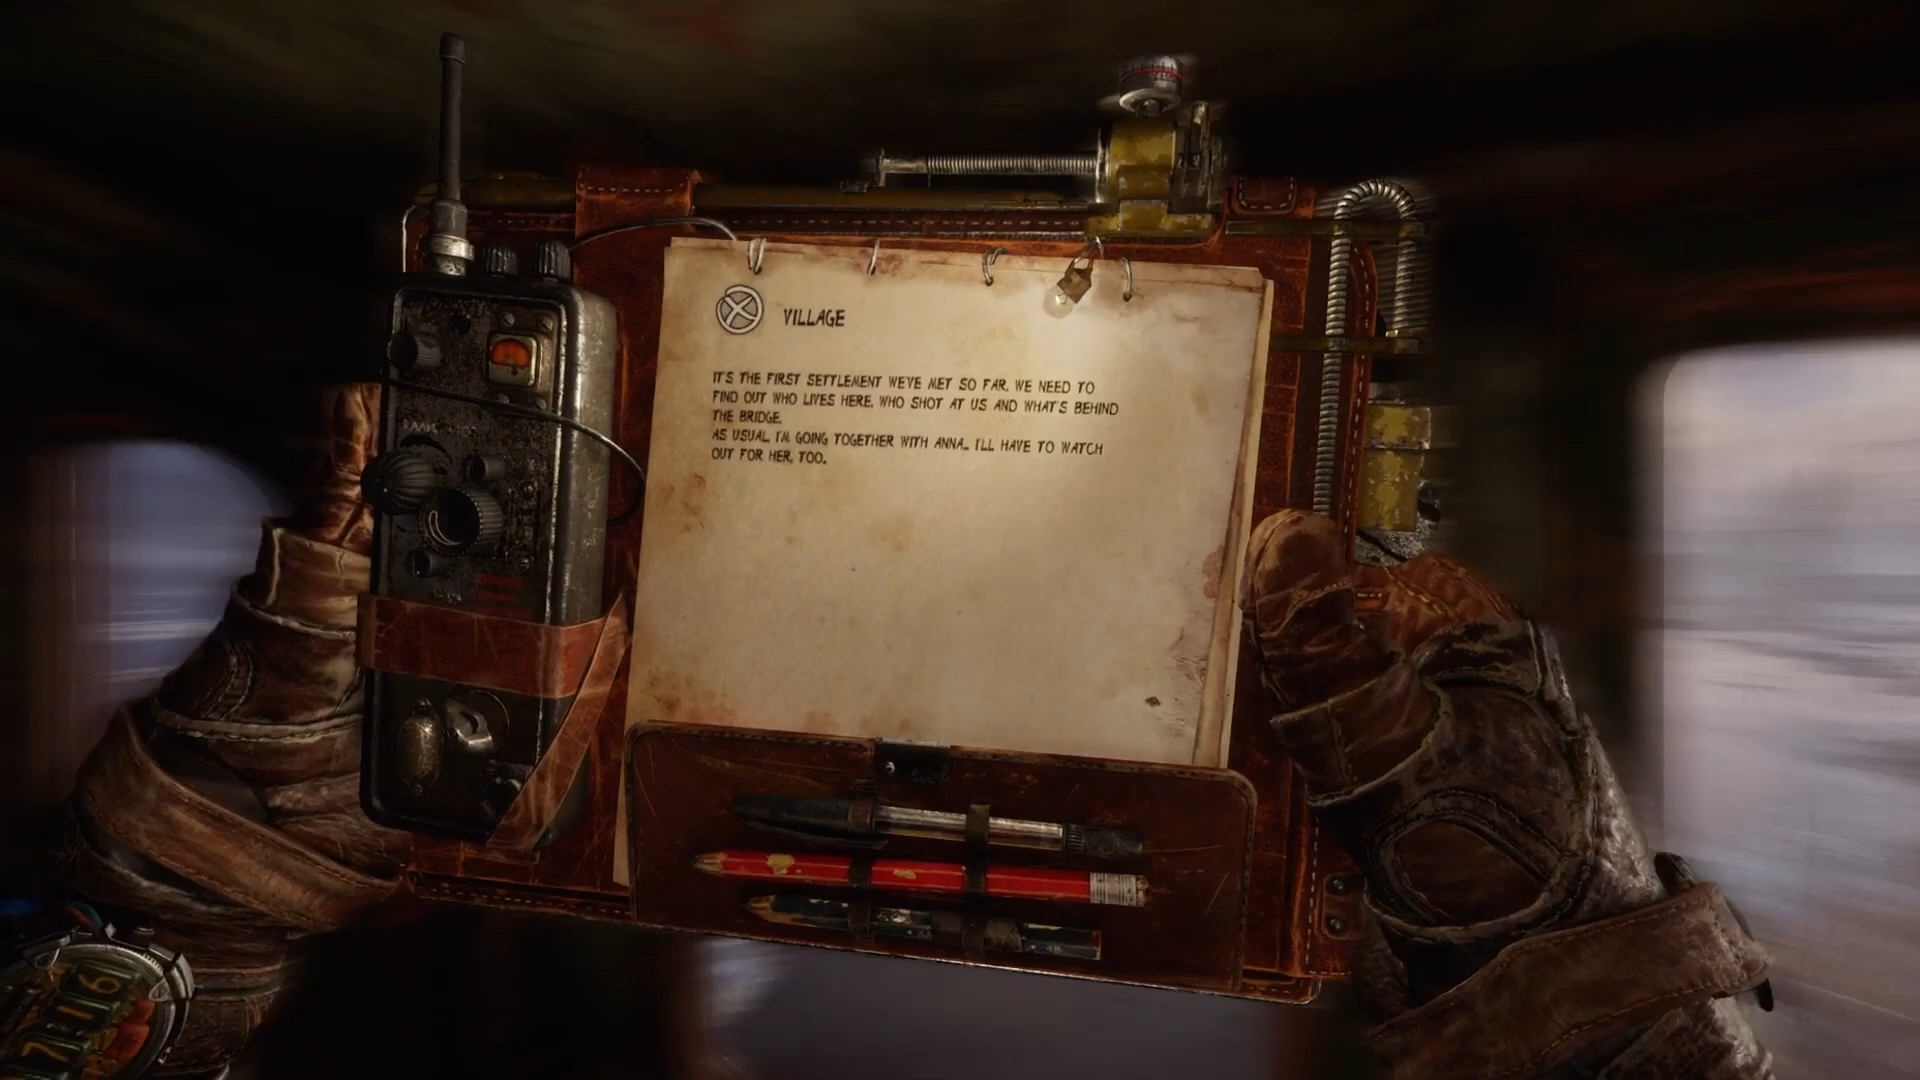 VILLAGE
IT'S THE FIRST SETTLEMENT WE'VE MET SO FAR. WE NEED TO
FIND OUT WHO LIVES HERE, WHO SHOT AT US AND WHAT'S BEHIND
THE BRIDGE.
AS USUAL, I'M GOING TOGETHER WITH ANNA... I'LL HAVE TO WATCH
OUT FOR HER, TOO...
17:16